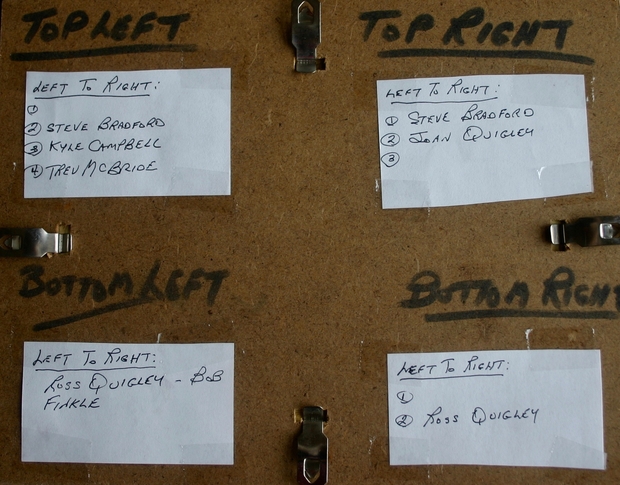 TOP LEFT
LEFT TO RIGHT:
①
② STEVE BRADFORD
③ KYLE CAMPBELL
④ TREV MCBRIDE
TOP RIGHT
LEFT TO RIGHT:
① STEVE BRADFORD
② JOAN QUIGLEY
③
BOTTOM LEFT
LEFT TO RIGHT:
ROSS QUIGLEY - BOB
FINKLE
BOTTOM RIGHT
LEFT TO RIGHT:
①
② ROSS QUIGLEY